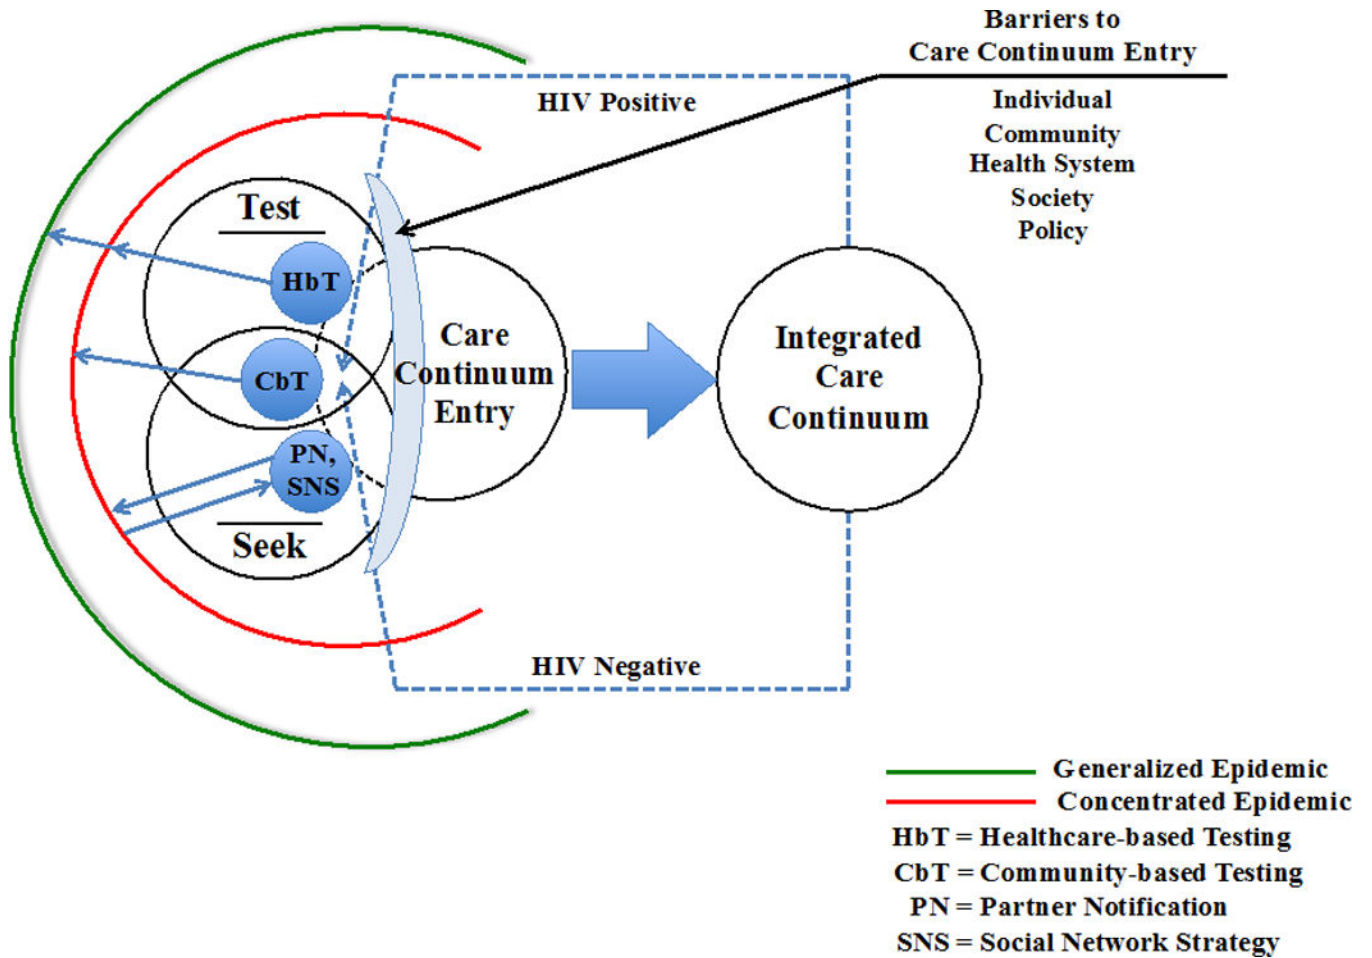 Barriers to
Care Continuum Entry
Individual
Community
Health System
Society
Policy
HIV Positive
Test
HbT
CbT
PN,
SNS
Seek
Care
Continuum
Entry
Integrated
Care
Continuum
HIV Negative
Generalized Epidemic
Concentrated Epidemic
HbT = Healthcare-based Testing
CbT = Community-based Testing
PN = Partner Notification
SNS = Social Network Strategy